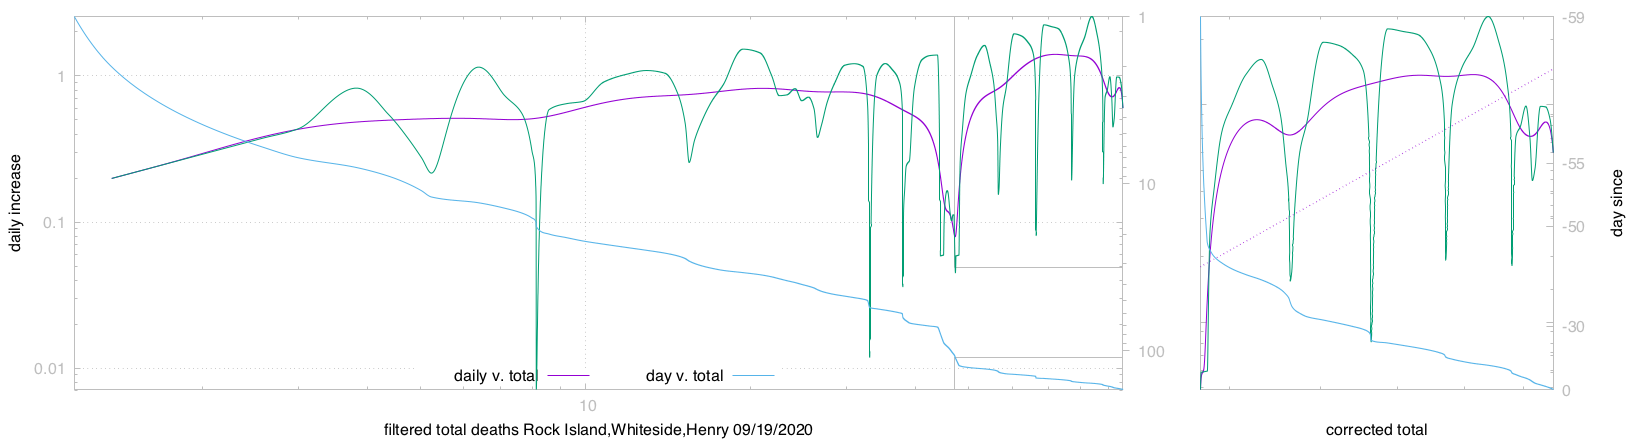 daily increase
1
0.1
0.01
10
1
10
100
daily v. total
day v. total
filtered total deaths Rock Island,Whiteside,Henry 09/19/2020
-59
-55
-50
-30
0
day since
corrected total